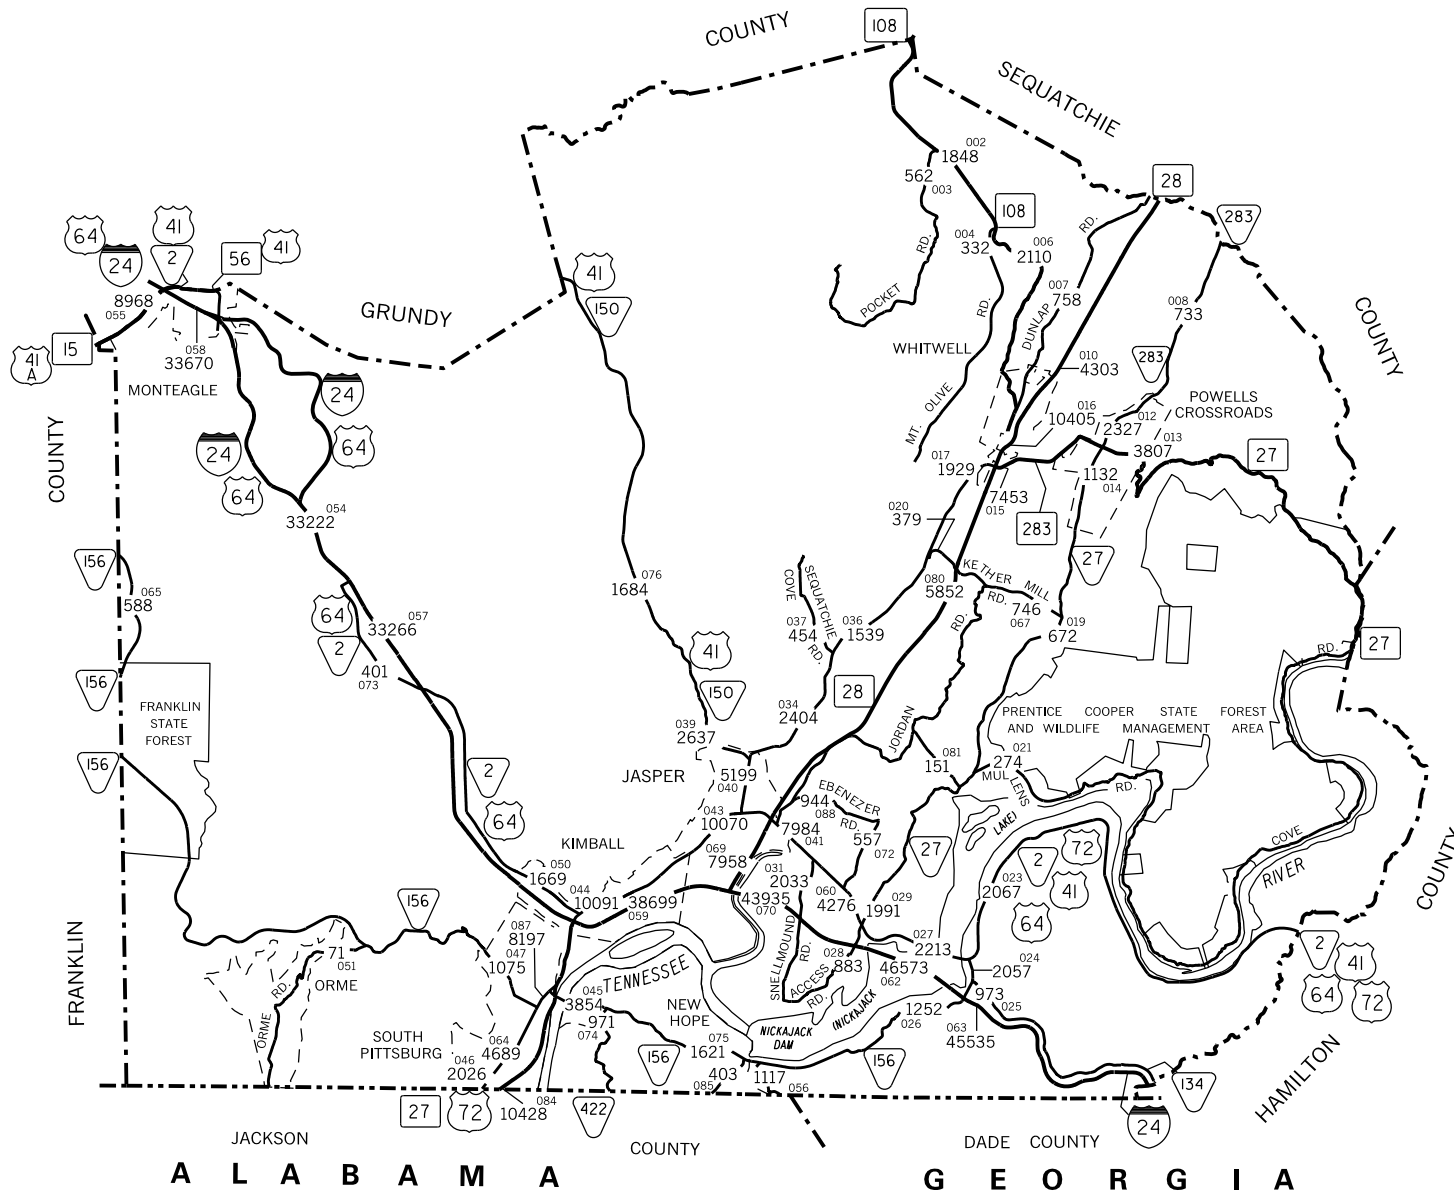 COUNTY
108
SEQUATCHIE
002
1848
562
003
28
108
283
RD.
004
332
006
2110
RD.
41
64
2
56
41
24
8968
055
GRUNDY
41
150
POCKET
RD.
007
758
DUNLAP
008
733
COUNTY
41
A
15
058
33670
MONTEAGLE
WHITWELL
MT. OLIVE
010
4303
283
24
64
24
64
016
10405
POWELLS
CROSSROADS
012
2327
013
3807
27
COUNTY
017
1929
1132
014
7453
015
283
054
33222
020
379
156
27
065
588
076
1684
SEQUATCHIE
COVE
RD.
080
5852
KETHER MILL
RD.
746
067
64
2
057
33266
401
073
037
454
036
1539
RD.
019
672
RD.
27
156
41
150
28
FRANKLIN
STATE
FOREST
034
2404
039
2637
JORDAN
PRENTICE COOPER STATE FOREST
AND WILDLIFE MANAGEMENT AREA
156
JASPER
5199
040
081
151
021
274
MULLENS
RD.
2
64
EBENEZER
RD.
944
088
043
10070
7984
041
LAKE)
557
072
27
2
72
41
64
COVE
RIVER
COUNTY
KIMBALL
069
7958
050
1669
044
10091
38699
059
031
2033
43935
070
060
4276
029
1991
023
2067
156
087
8197
047
1075
71
051
ORME
RD.
ORME
TENNESSEE
SNELLMOUND
RD.
ACCESS
RD.
028
883
027
2213
46573
062
024
2057
2
41
64
72
FRANKLIN
045
3854
971
074
NEW
HOPE
NICKAJACK
DAM
(NICKAJACK
1252
026
973
025
SOUTH
PITTSBURG
064
4689
046
2026
075
1621
403
085
1117
056
156
156
063
45535
134
HAMILTON
27
72
084
10428
422
24
JACKSON
COUNTY
DADE COUNTY
ALABAMA
GEORGIA